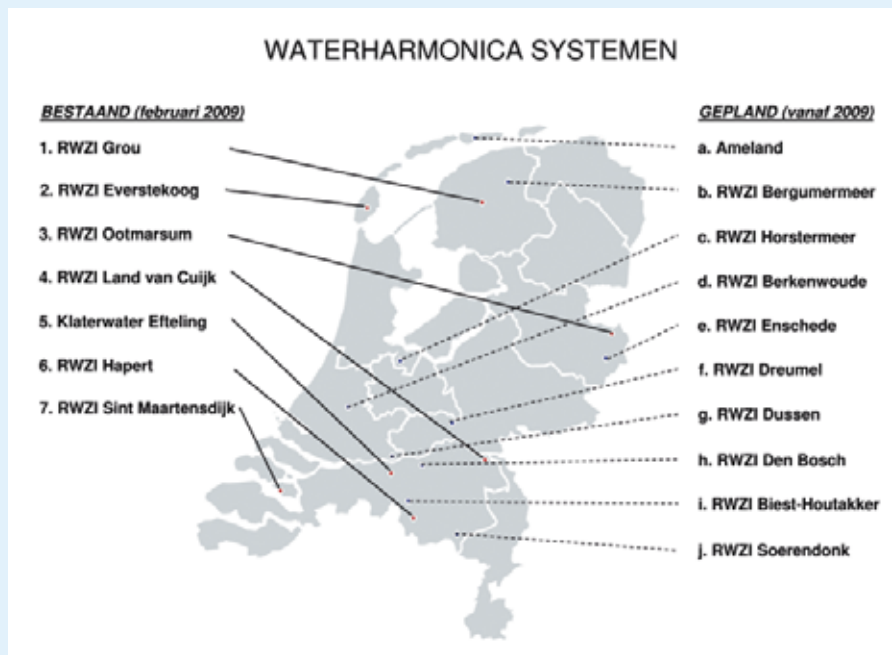 WATERHARMONICA SYSTEMEN
BESTAAND (februari 2009)
1. RWZI Grou
2. RWZI Everstekoog
3. RWZI Ootmarsum
4. RWZI Land van Cuijk
5. Klaterwater Efteling
6. RWZI Hapert
7. RWZI Sint Maartensdijk
GEPLAND (vanaf 2009)
a. Ameland
b. RWZI Bergumermeer
c. RWZI Horstermeer
d. RWZI Berkenwoude
e. RWZI Enschede
f. RWZI Dreumel
g. RWZI Dussen
h. RWZI Den Bosch
i. RWZI Biest-Houtakker
j. RWZI Soerendonk